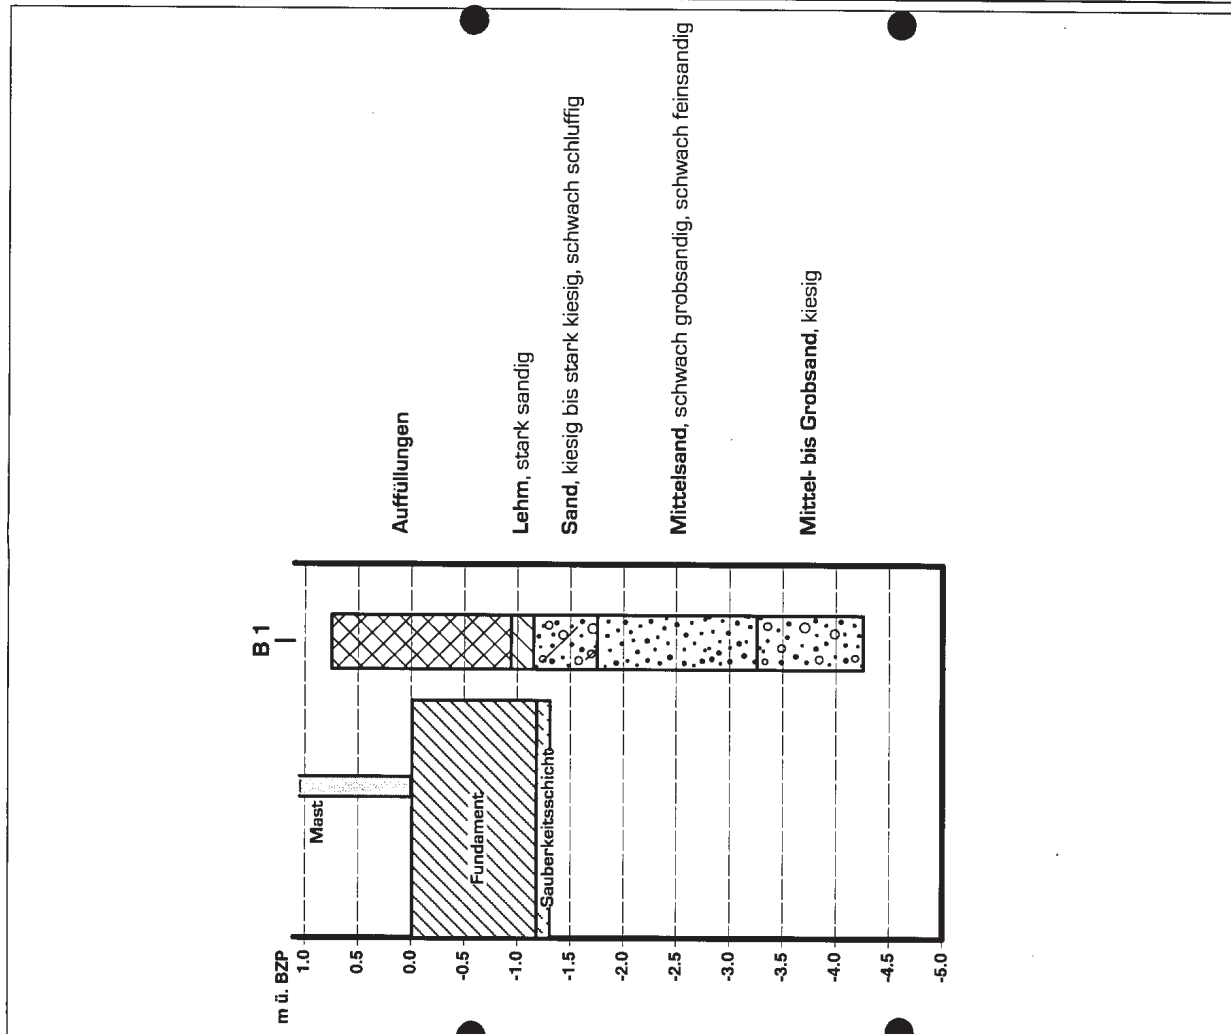 m ü. BZP
1.0
0.5
0.0
-0.5
-1.0
-1.5
-2.0
-2.5
-3.0
-3.5
-4.0
-4.5
-5.0
Mast
Fundament
Sauberkeitsschicht
B 1
Auffüllungen
Lehm, stark sandig
Sand, kiesig bis stark kiesig, schwach schluffig
Mittelsand, schwach grobsandig, schwach feinsandig
Mittel- bis Grobsand, kiesig